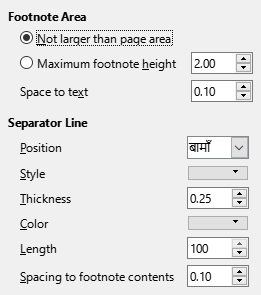 Footnote Area
Not larger than page area
Maximum footnote height 2.00
Space to text 0.10
Separator Line
Position बामाँ
Style
Thickness 0.25
Color
Length 100
Spacing to footnote contents 0.10